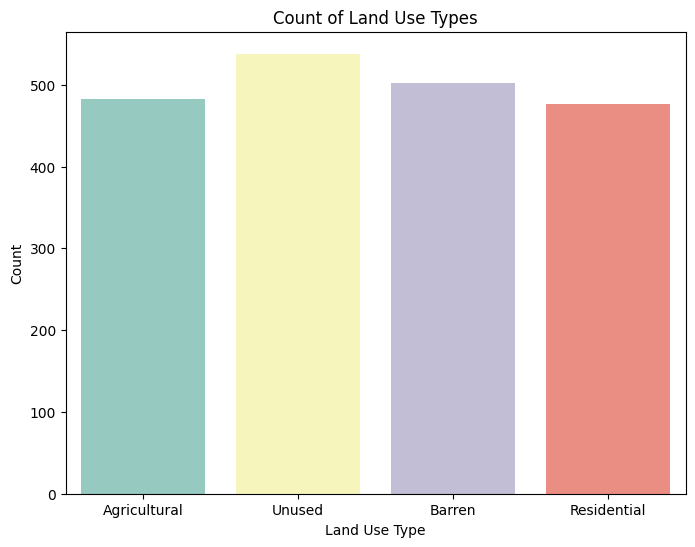 Count of Land Use Types
500
400
300
200
100
0
Count
Agricultural
Unused
Barren
Residential
Land Use Type